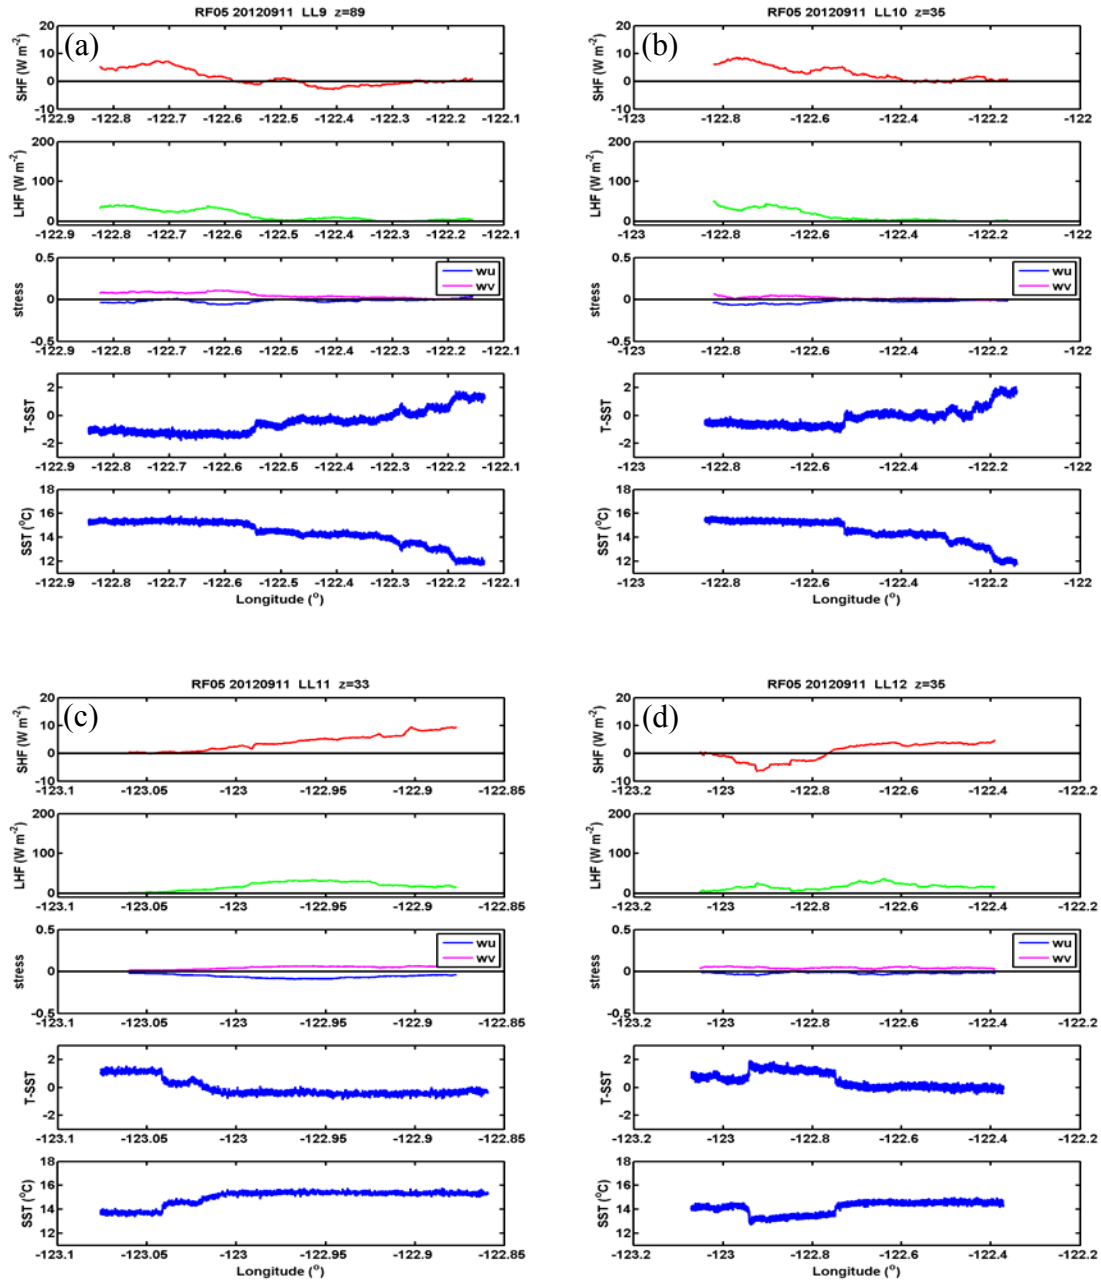 RF05 20120911 LL9 z=89
(a)
SHF (W m-2)
20
10
0
-10
-122.9 -122.8 -122.7 -122.6 -122.5 -122.4 -122.3 -122.2 -122.1
LHF (W m-2)
200
100
0
-122.9 -122.8 -122.7 -122.6 -122.5 -122.4 -122.3 -122.2 -122.1
stress
0.5
0
-0.5
wu
wv
-122.9 -122.8 -122.7 -122.6 -122.5 -122.4 -122.3 -122.2 -122.1
T-SST
2
0
-2
-122.9 -122.8 -122.7 -122.6 -122.5 -122.4 -122.3 -122.2 -122.1
SST (oC)
18
16
14
12
-122.9 -122.8 -122.7 -122.6 -122.5 -122.4 -122.3 -122.2 -122.1
Longitude (o)
RF05 20120911 LL10 z=35
(b)
SHF (W m-2)
20
10
0
-10
-123 -122.8 -122.6 -122.4 -122.2 -122
LHF (W m-2)
200
100
0
-123 -122.8 -122.6 -122.4 -122.2 -122
stress
0.5
0
-0.5
wu
wv
-123 -122.8 -122.6 -122.4 -122.2 -122
T-SST
2
0
-2
-123 -122.8 -122.6 -122.4 -122.2 -122
SST (oC)
18
16
14
12
-123 -122.8 -122.6 -122.4 -122.2 -122
Longitude (o)
RF05 20120911 LL11 z=33
(c)
SHF (W m-2)
20
10
0
-10
-123.1 -123.05 -123 -122.95 -122.9 -122.85
LHF (W m-2)
200
100
0
-123.1 -123.05 -123 -122.95 -122.9 -122.85
stress
0.5
0
-0.5
wu
wv
-123.1 -123.05 -123 -122.95 -122.9 -122.85
T-SST
2
0
-2
-123.1 -123.05 -123 -122.95 -122.9 -122.85
SST (oC)
18
16
14
12
-123.1 -123.05 -123 -122.95 -122.9 -122.85
Longitude (o)
RF05 20120911 LL12 z=35
(d)
SHF (W m-2)
20
10
0
-10
-123.2 -123 -122.8 -122.6 -122.4 -122.2
LHF (W m-2)
200
100
0
-123.2 -123 -122.8 -122.6 -122.4 -122.2
stress
0.5
0
-0.5
wu
wv
-123.2 -123 -122.8 -122.6 -122.4 -122.2
T-SST
2
0
-2
-123.2 -123 -122.8 -122.6 -122.4 -122.2
SST (oC)
18
16
14
12
-123.2 -123 -122.8 -122.6 -122.4 -122.2
Longitude (o)